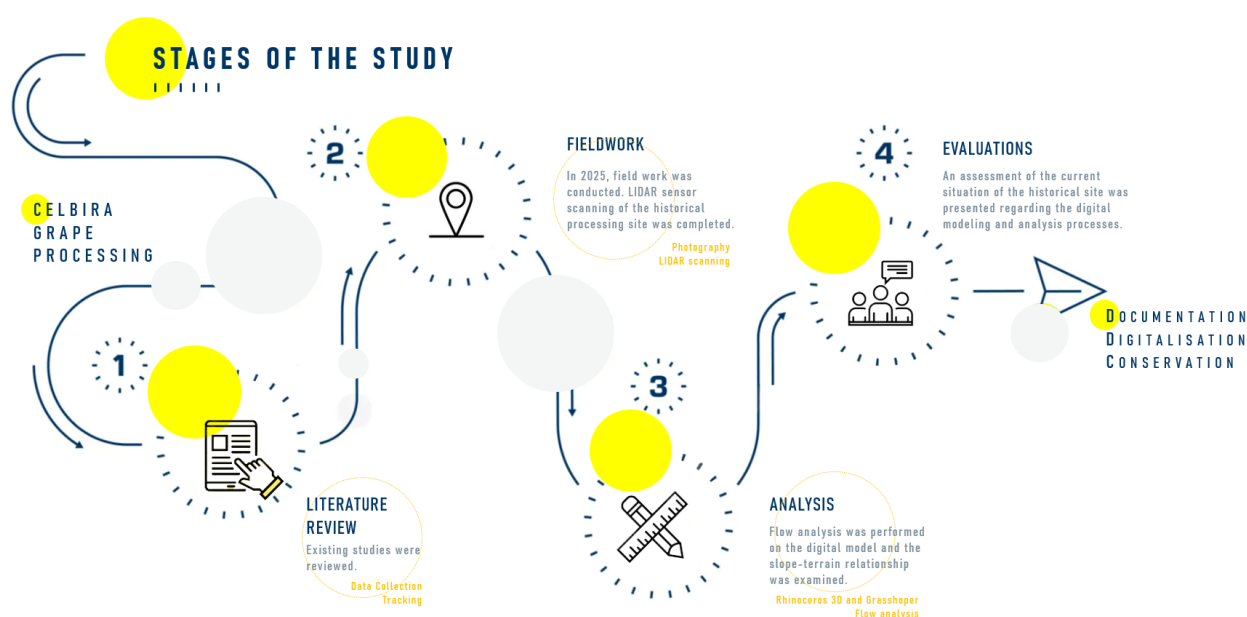 STAGES OF THE STUDY
CELBIRA
GRAPE
PROCESSING
1
LITERATURE
REVIEW
Existing studies were
reviewed.
Data Collection
Tracking
2
FIELDWORK
In 2025, field work was
conducted. LIDAR sensor
scanning of the historical
processing site was completed.
Photography
LIDAR scanning
3
ANALYSIS
Flow analysis was performed
on the digital model and the
slope-terrain relationship
was examined.
Rhinoceros 3D and Grasshoper
Flow analysis
4
EVALUATIONS
An assessment of the current
situation of the historical site was
presented regarding the digital
modeling and analysis processes.
DOCUMENTATION
DIGITALISATION
CONSERVATION